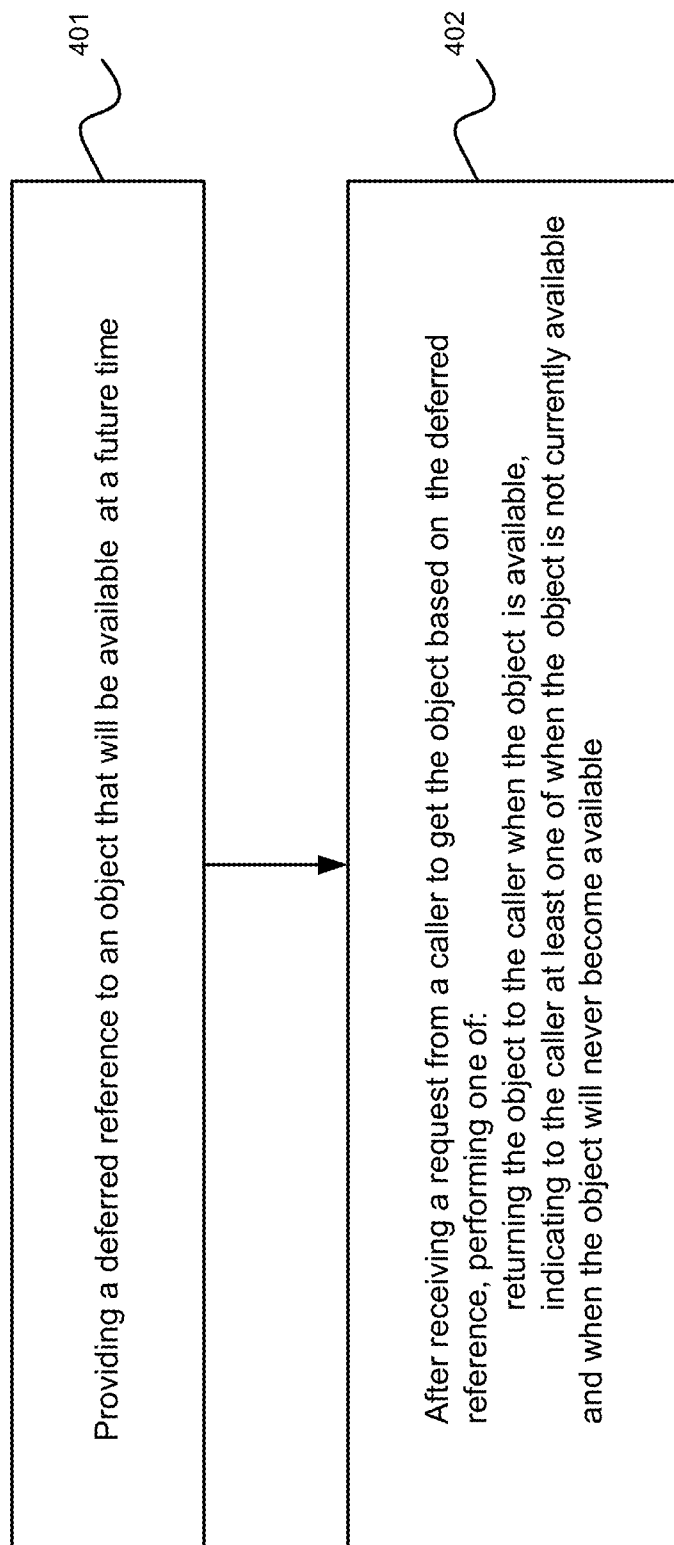 401
Providing a deferred reference to an object that will be available at a future time
402
After receiving a request from a caller to get the object based on the deferred
reference, performing one of:
returning the object to the caller when the object is available,
indicating to the caller at least one of when the object is not currently available
and when the object will never become available